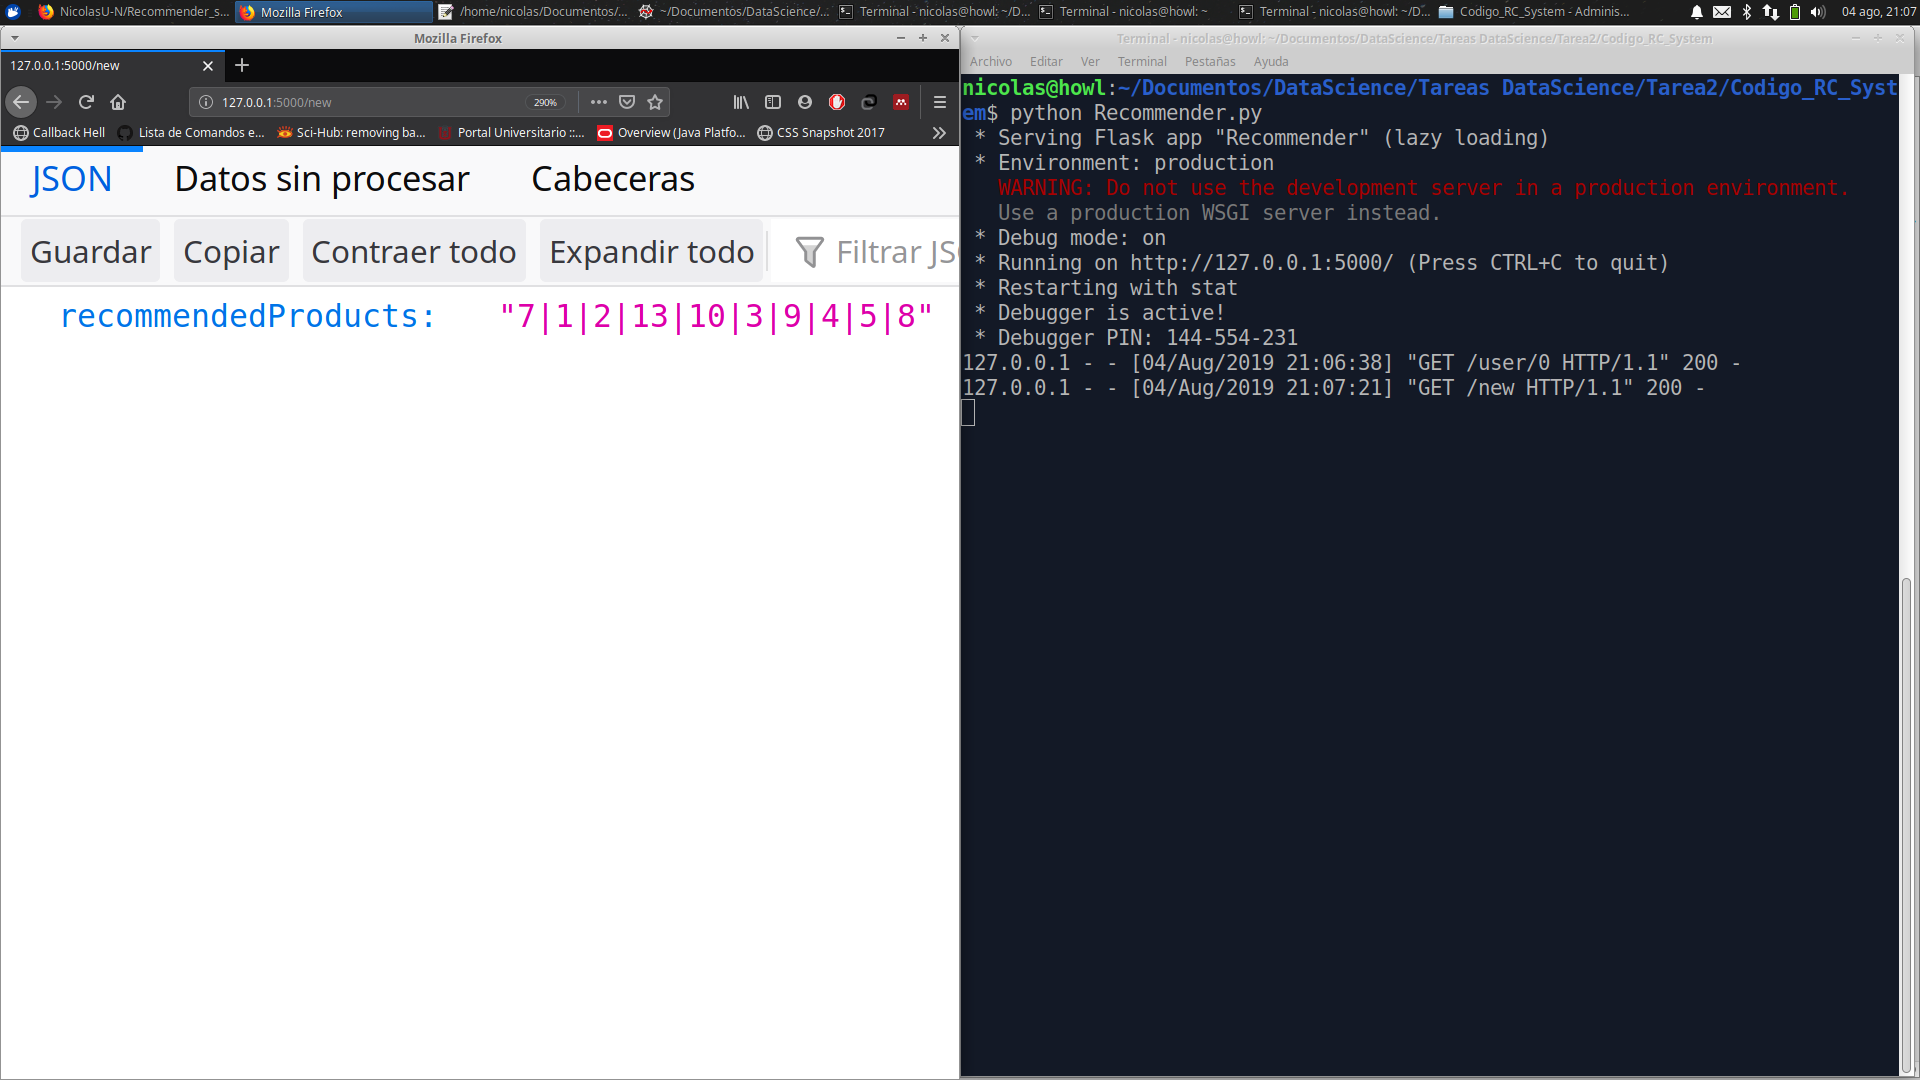 NicolasU-N/Recommender_s...
Mozilla Firefox
/home/nicolas/Documentos/...
~/Documentos/DataScience/...
Terminal - nicolas@howl: ~/D...
Terminal - nicolas@howl: ~
Terminal - nicolas@howl: ~/D...
Codigo_RC_System - Adminis...
04 ago, 21:07
Mozilla Firefox
127.0.0.1:5000/new
127.0.0.1:5000/new
290%
Callback Hell
Lista de Comandos e...
Sci-Hub: removing ba...
Portal Universitario ::...
Overview (Java Platfo...
CSS Snapshot 2017
JSON
Datos sin procesar
Cabeceras
Guardar
Copiar
Contraer todo
Expandir todo
Filtrar JS
recommendedProducts: "7|1|2|13|10|3|9|4|5|8"
Terminal - nicolas@howl: ~/Documentos/DataScience/Tareas DataScience/Tarea2/Codigo_RC_System
Archivo Editar Ver Terminal Pestañas Ayuda
nicolas@howl:~/Documentos/DataScience/Tareas DataScience/Tarea2/Codigo_RC_Syst
em$ python Recommender.py
* Serving Flask app "Recommender" (lazy loading)
* Environment: production
WARNING: Do not use the development server in a production environment.
Use a production WSGI server instead.
* Debug mode: on
* Running on http://127.0.0.1:5000/ (Press CTRL+C to quit)
* Restarting with stat
* Debugger is active!
* Debugger PIN: 144-554-231
127.0.0.1 - - [04/Aug/2019 21:06:38] "GET /user/0 HTTP/1.1" 200 -
127.0.0.1 - - [04/Aug/2019 21:07:21] "GET /new HTTP/1.1" 200 -